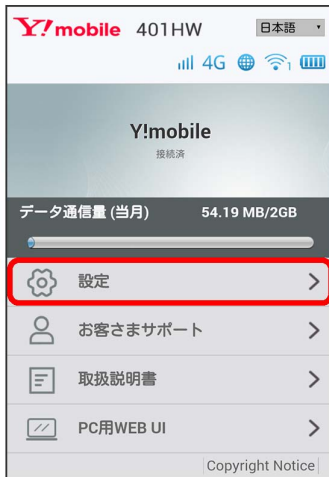 Y!mobile 401HW 日本語
4G 1
Y!mobile
接続済
データ通信量 (当月) 54.19 MB/2GB
設定
お客さまサポート
取扱説明書
PC用WEB UI
Copyright Notice